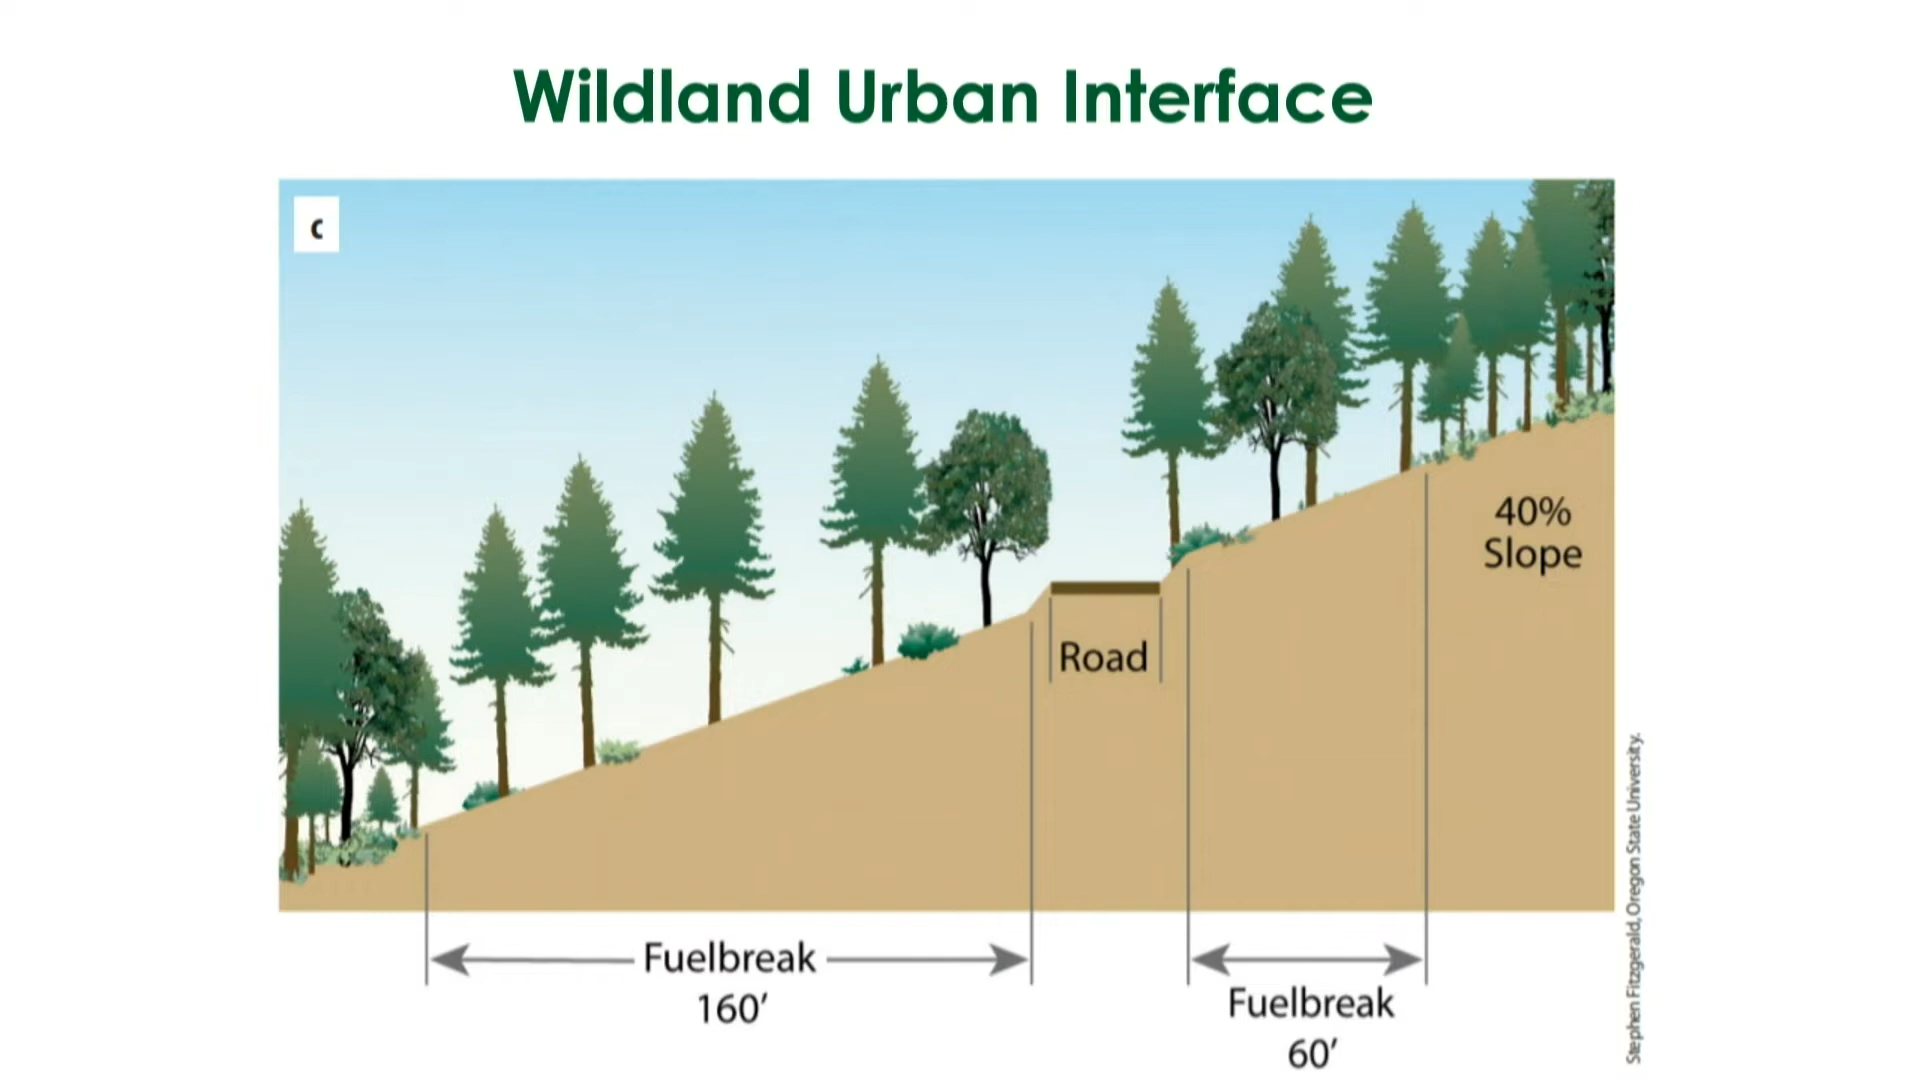 Wildland Urban Interface
c
40%
Slope
Road
Fuelbreak
160′
Fuelbreak
60′
Stephen Fitzgerald, Oregon State University.